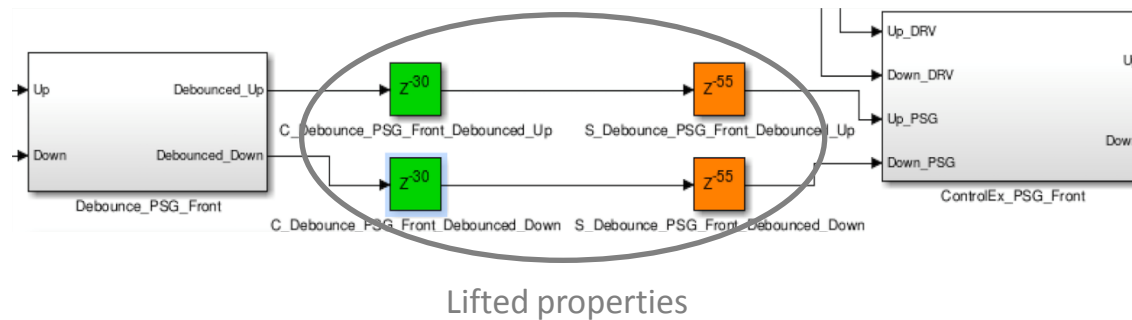 Up_DRV
U
Up
Debounced_Up
Z-30
Z-55
Down_DRV
C_Debounce_PSG_Front_Debounced_Up
S_Debounce_PSG_Front_Debounced_Up
Up_PSG
Down
Debounced_Down
Z-30
Z-55
Dow
Down_PSG
Debounce_PSG_Front
ControlEx_PSG_Front
C_Debounce_PSG_Front_Debounced_Down
S_Debounce_PSG_Front_Debounced_Down
Lifted properties